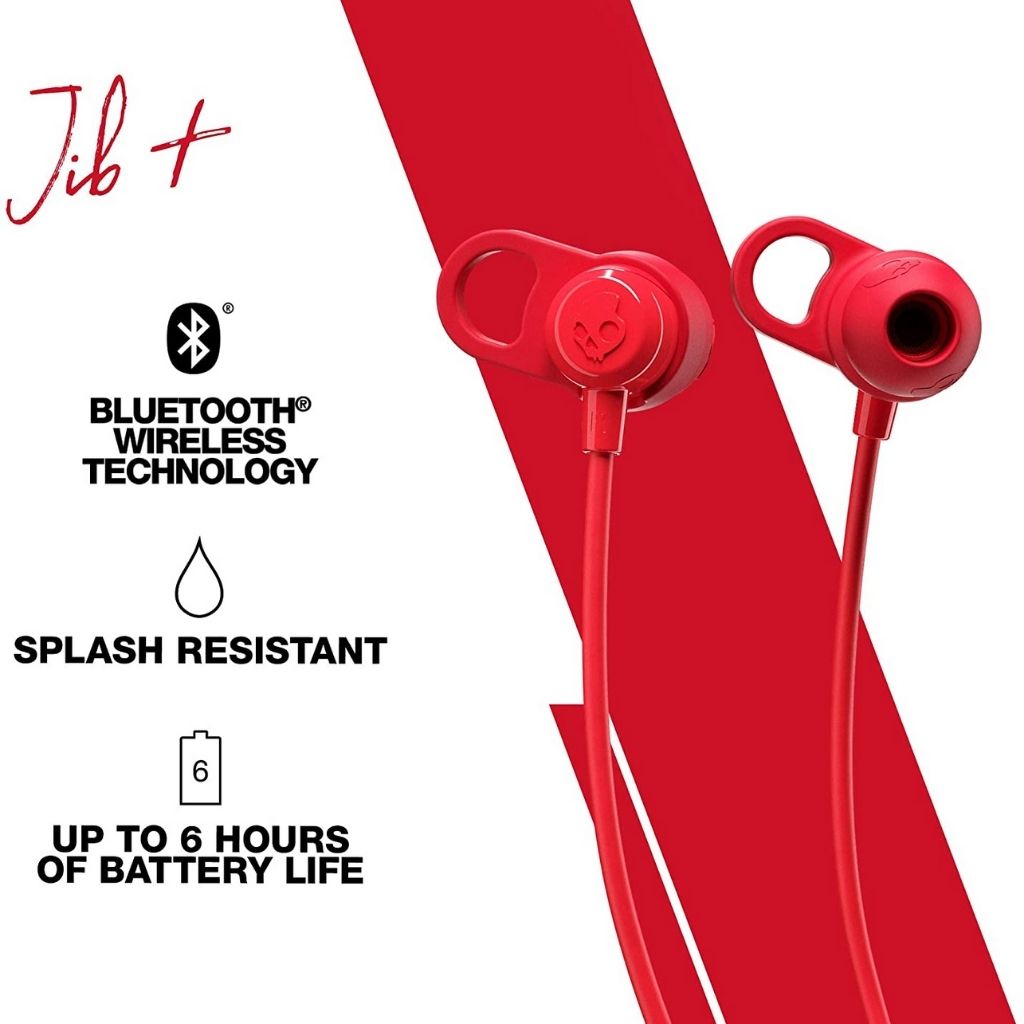 Jib +
®
BLUETOOTH®
WIRELESS
TECHNOLOGY
SPLASH RESISTANT
6
UP TO 6 HOURS
OF BATTERY LIFE